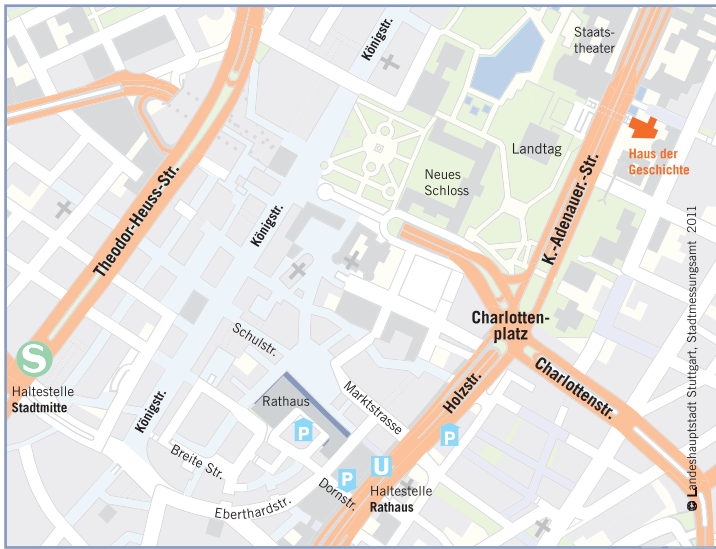 Königstr.
Staats-
theater
Landtag
Haus der
Geschichte
Neues
Schloss
Theodor-Heuss-Str.
Königstr.
K.-Adenauer.-Str.
Charlotten-
platz
S
Haltestelle
Stadtmitte
Schulstr.
Königstr.
Rathaus
P
Marktstrasse
Holzstr.
Charlottenstr.
P
Breite Str.
P
U
Haltestelle
Rathaus
Dornstr.
Eberhardstr.
© Landeshauptstadt Stuttgart, Stadtmessungsamt 2011